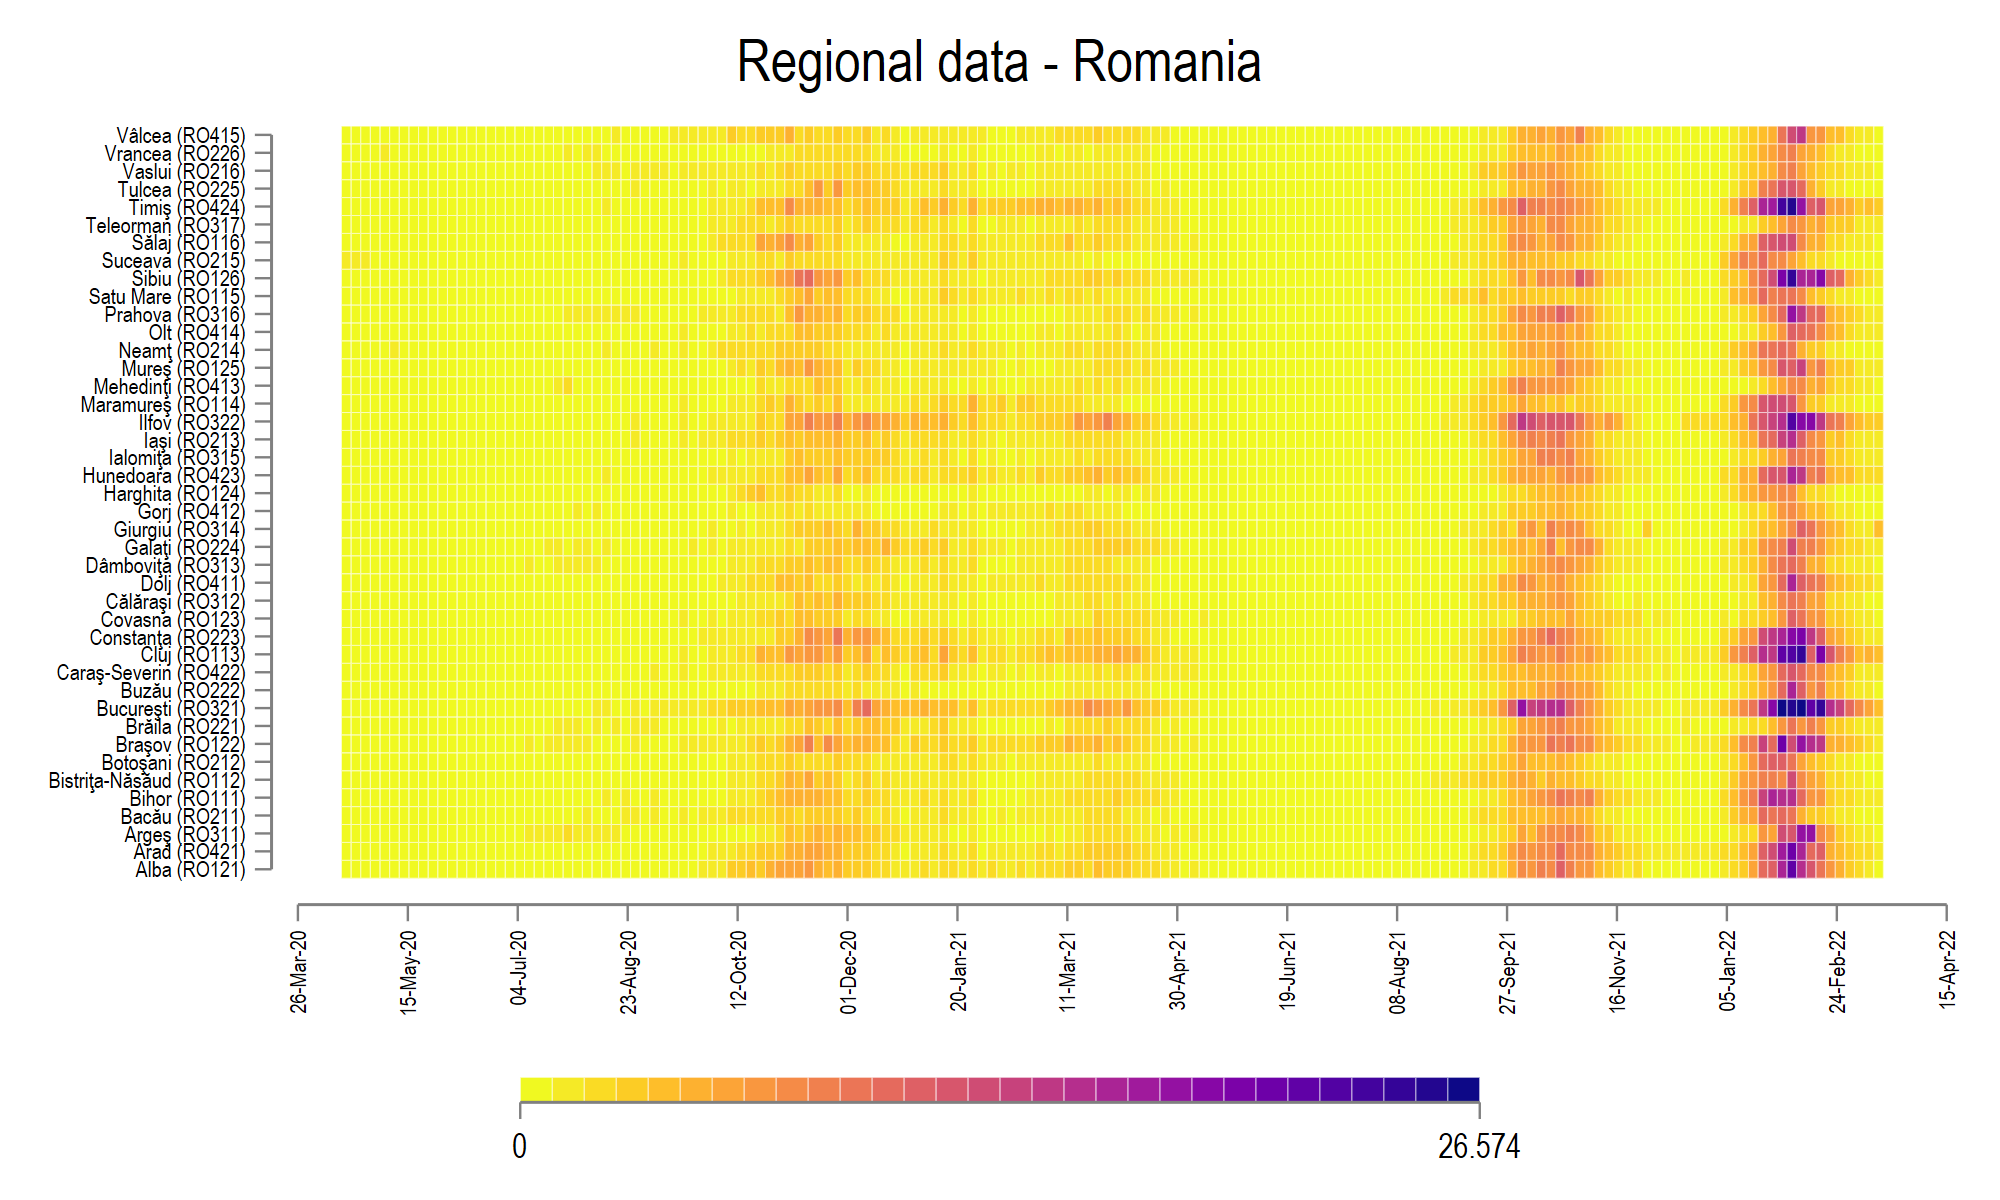 Regional data - Romania
Vâlcea (RO415)
Vrancea (RO226)
Vaslui (RO216)
Tulcea (RO225)
Timiş (RO424)
Teleorman (RO317)
Sălaj (RO116)
Suceava (RO215)
Sibiu (RO126)
Satu Mare (RO115)
Prahova (RO316)
Olt (RO414)
Neamţ (RO214)
Mureş (RO125)
Mehedinţi (RO413)
Maramureş (RO114)
Ilfov (RO322)
Iaşi (RO213)
Ialomiţa (RO315)
Hunedoara (RO423)
Harghita (RO124)
Gorj (RO412)
Giurgiu (RO314)
Galaţi (RO224)
Dâmboviţa (RO313)
Dolj (RO411)
Călăraşi (RO312)
Covasna (RO123)
Constanţa (RO223)
Cluj (RO113)
Caraş-Severin (RO422)
Buzău (RO222)
Bucureşti (RO321)
Brăila (RO221)
Braşov (RO122)
Botoşani (RO212)
Bistriţa-Năsăud (RO112)
Bihor (RO111)
Bacău (RO211)
Argeş (RO311)
Arad (RO421)
Alba (RO121)
26-Mar-20
15-May-20
04-Jul-20
23-Aug-20
12-Oct-20
01-Dec-20
20-Jan-21
11-Mar-21
30-Apr-21
19-Jun-21
08-Aug-21
27-Sep-21
16-Nov-21
05-Jan-22
24-Feb-22
15-Apr-22
0
26.574